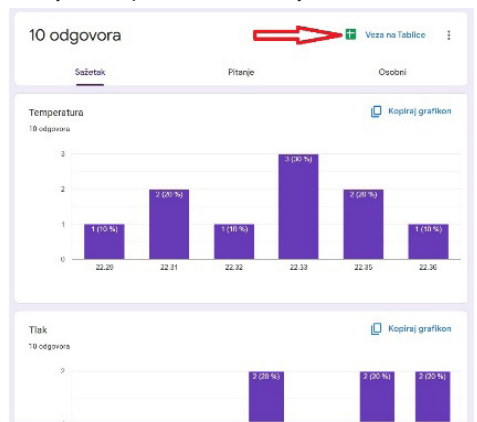 10 odgovora
Veza na Tablice
Sažetak
Pitanje
Osobni
Temperatura
Kopiraj grafikon
10 odgovora
3
2
1
0
1 (10 %)
2 (20 %)
1 (10 %)
3 (30 %)
2 (20 %)
1 (10 %)
22.29
22.31
22.32
22.33
22.35
22.36
Tlak
Kopiraj grafikon
10 odgovora
2
2 (20 %)
2 (20 %)
2 (20 %)